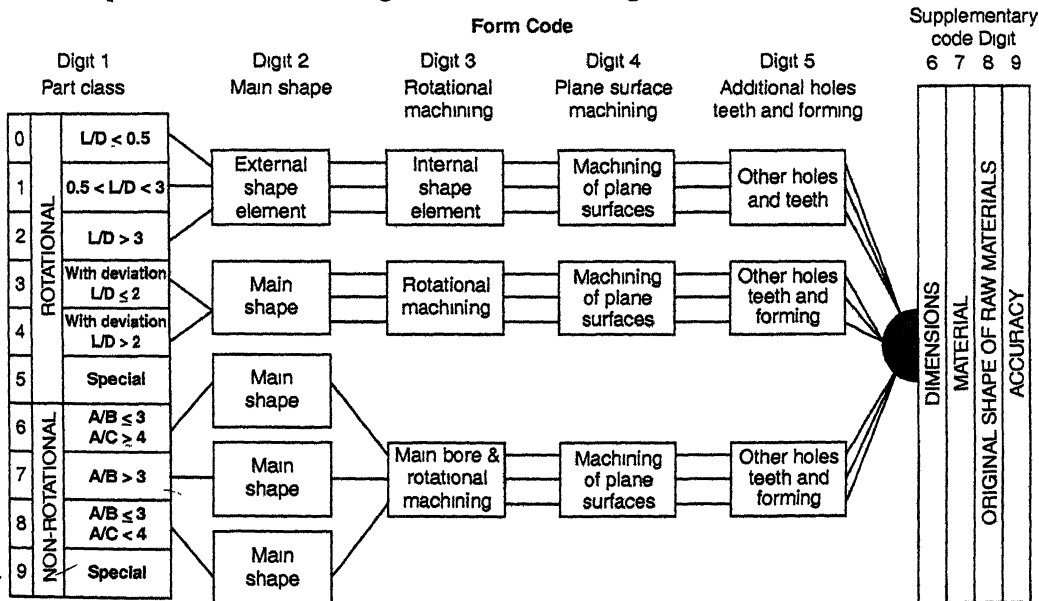 Form Code
Supplementary
code Digit
6 7 8 9
Digit 1
Part class
Digit 2
Main shape
Digit 3
Rotational
machining
Digit 4
Plane surface
machining
Digit 5
Additional holes
teeth and forming
ROTATIONAL
0 L/D ≤ 0.5
1 0.5 < L/D < 3
2 L/D > 3
3 With deviation
L/D ≤ 2
4 With deviation
L/D > 2
5 Special
NON-ROTATIONAL
6 A/B ≤ 3
A/C ≥ 4
7 A/B > 3
8 A/B ≤ 3
A/C < 4
9 Special
External
shape
element
Internal
shape
element
Machining
of plane
surfaces
Other holes
and teeth
Main
shape
Rotational
machining
Machining
of plane
surfaces
Other holes
teeth and
forming
Main
shape
Main
shape
Main
shape
Main bore &
rotational
machining
Machining
of plane
surfaces
Other holes
teeth and
forming
DIMENSIONS
MATERIAL
ORIGINAL SHAPE OF RAW MATERIALS
ACCURACY